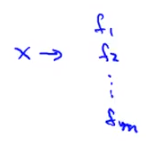 f₁
x → f₂
⋮
fₘ